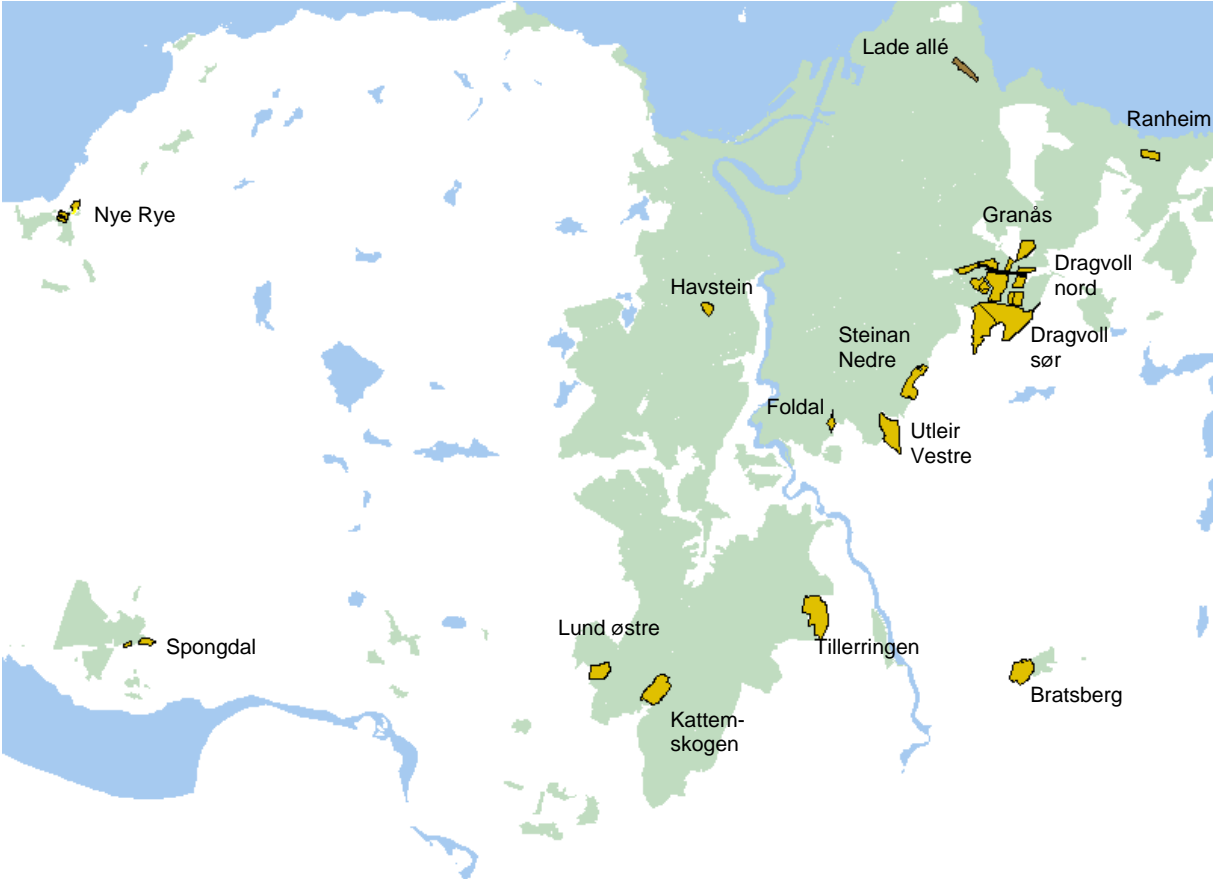 Lade allé
Ranheim
Nye Rye
Granås
Dragvoll
nord
Havstein
Steinan
Nedre
Dragvoll
sør
Foldal
Utleir
Vestre
Lund østre
Spongdal
Tillerringen
Bratsberg
Kattem-
skogen